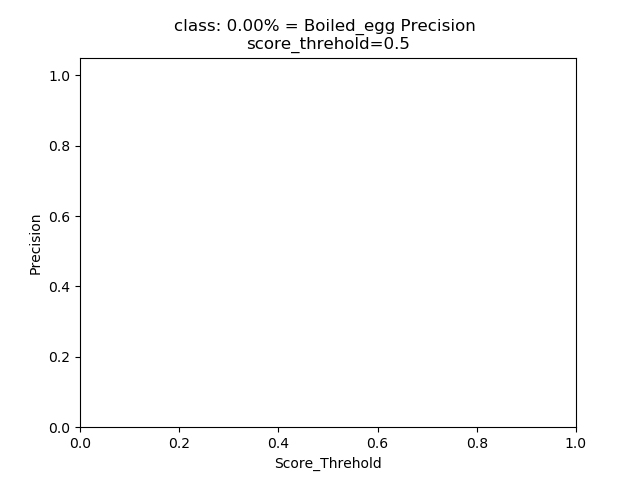 class: 0.00% = Boiled_egg Precision
score_threhold=0.5
1.0
0.8
0.6
0.4
0.2
0.0
Precision
0.0 0.2 0.4 0.6 0.8 1.0
Score_Threhold